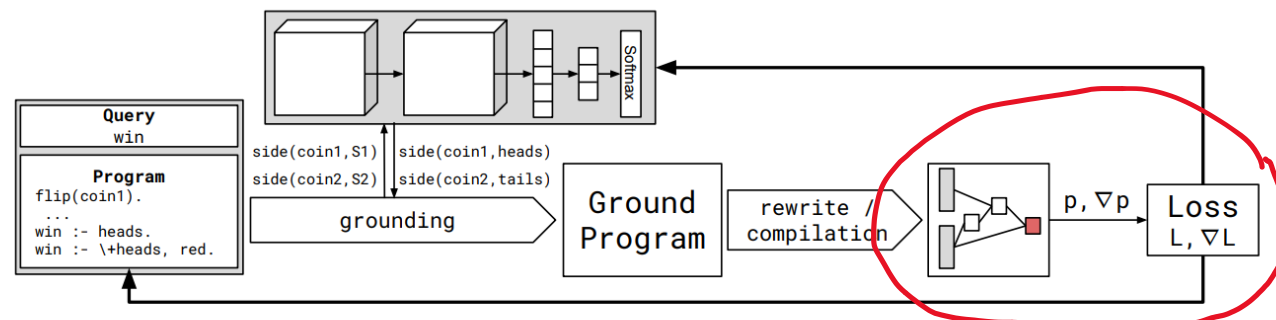 Softmax
Query
win
Program
flip(coin1).
...
win :- heads.
win :- \+heads, red.
side(coin1,S1)
side(coin2,S2)
side(coin1,heads)
side(coin2,tails)
grounding
Ground
Program
rewrite /
compilation
p,∇p
Loss
L,∇L